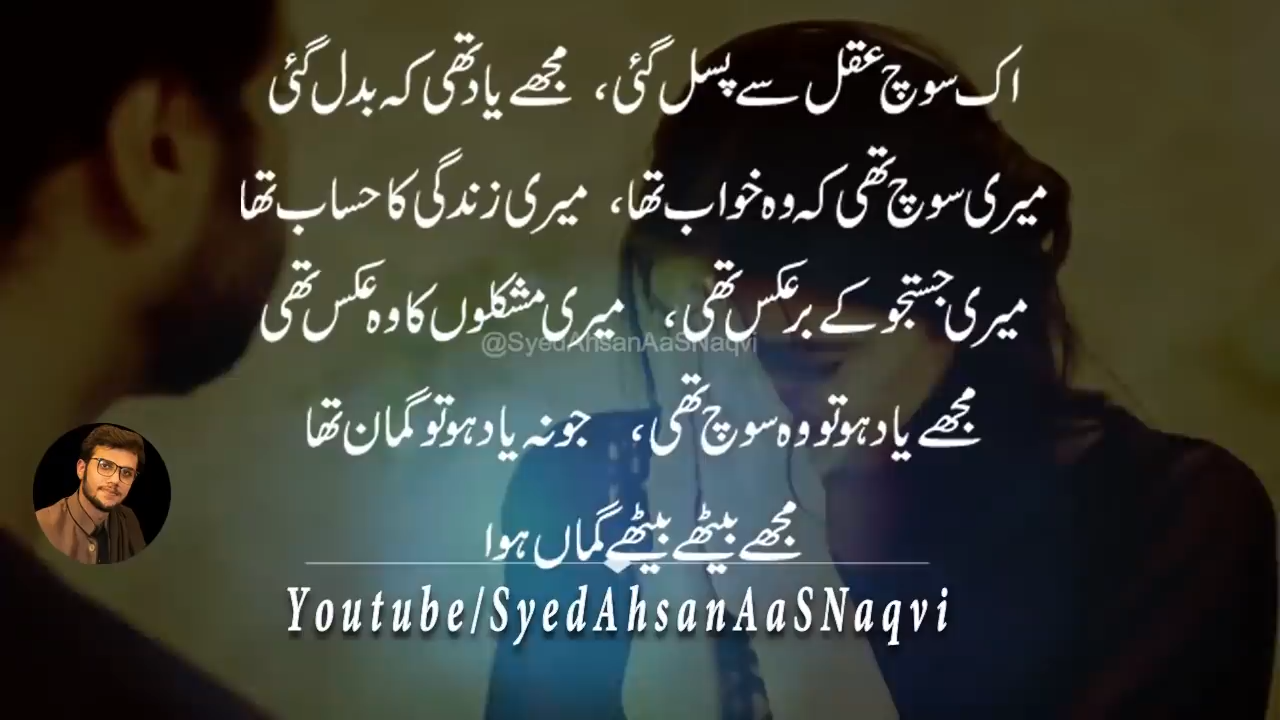 اک سوچ عقل سے پسل گئی، مجھے یاد تھی کہ بدل گئی
میری سوچ تھی کہ وہ خواب تھا، میری زندگی کا حساب تھا
میری جستجو کے برعکس تھی، میری مشکلوں کا وہ عکس تھی
@SyedAhsanAaSNaqvi
مجھے یاد ہو تو وہ سوچ تھی، جو نہ یاد ہو تو گمان تھا
مجھے بیٹھے بیٹھے گماں ہوا
Youtube/SyedAhsanAaSNaqvi